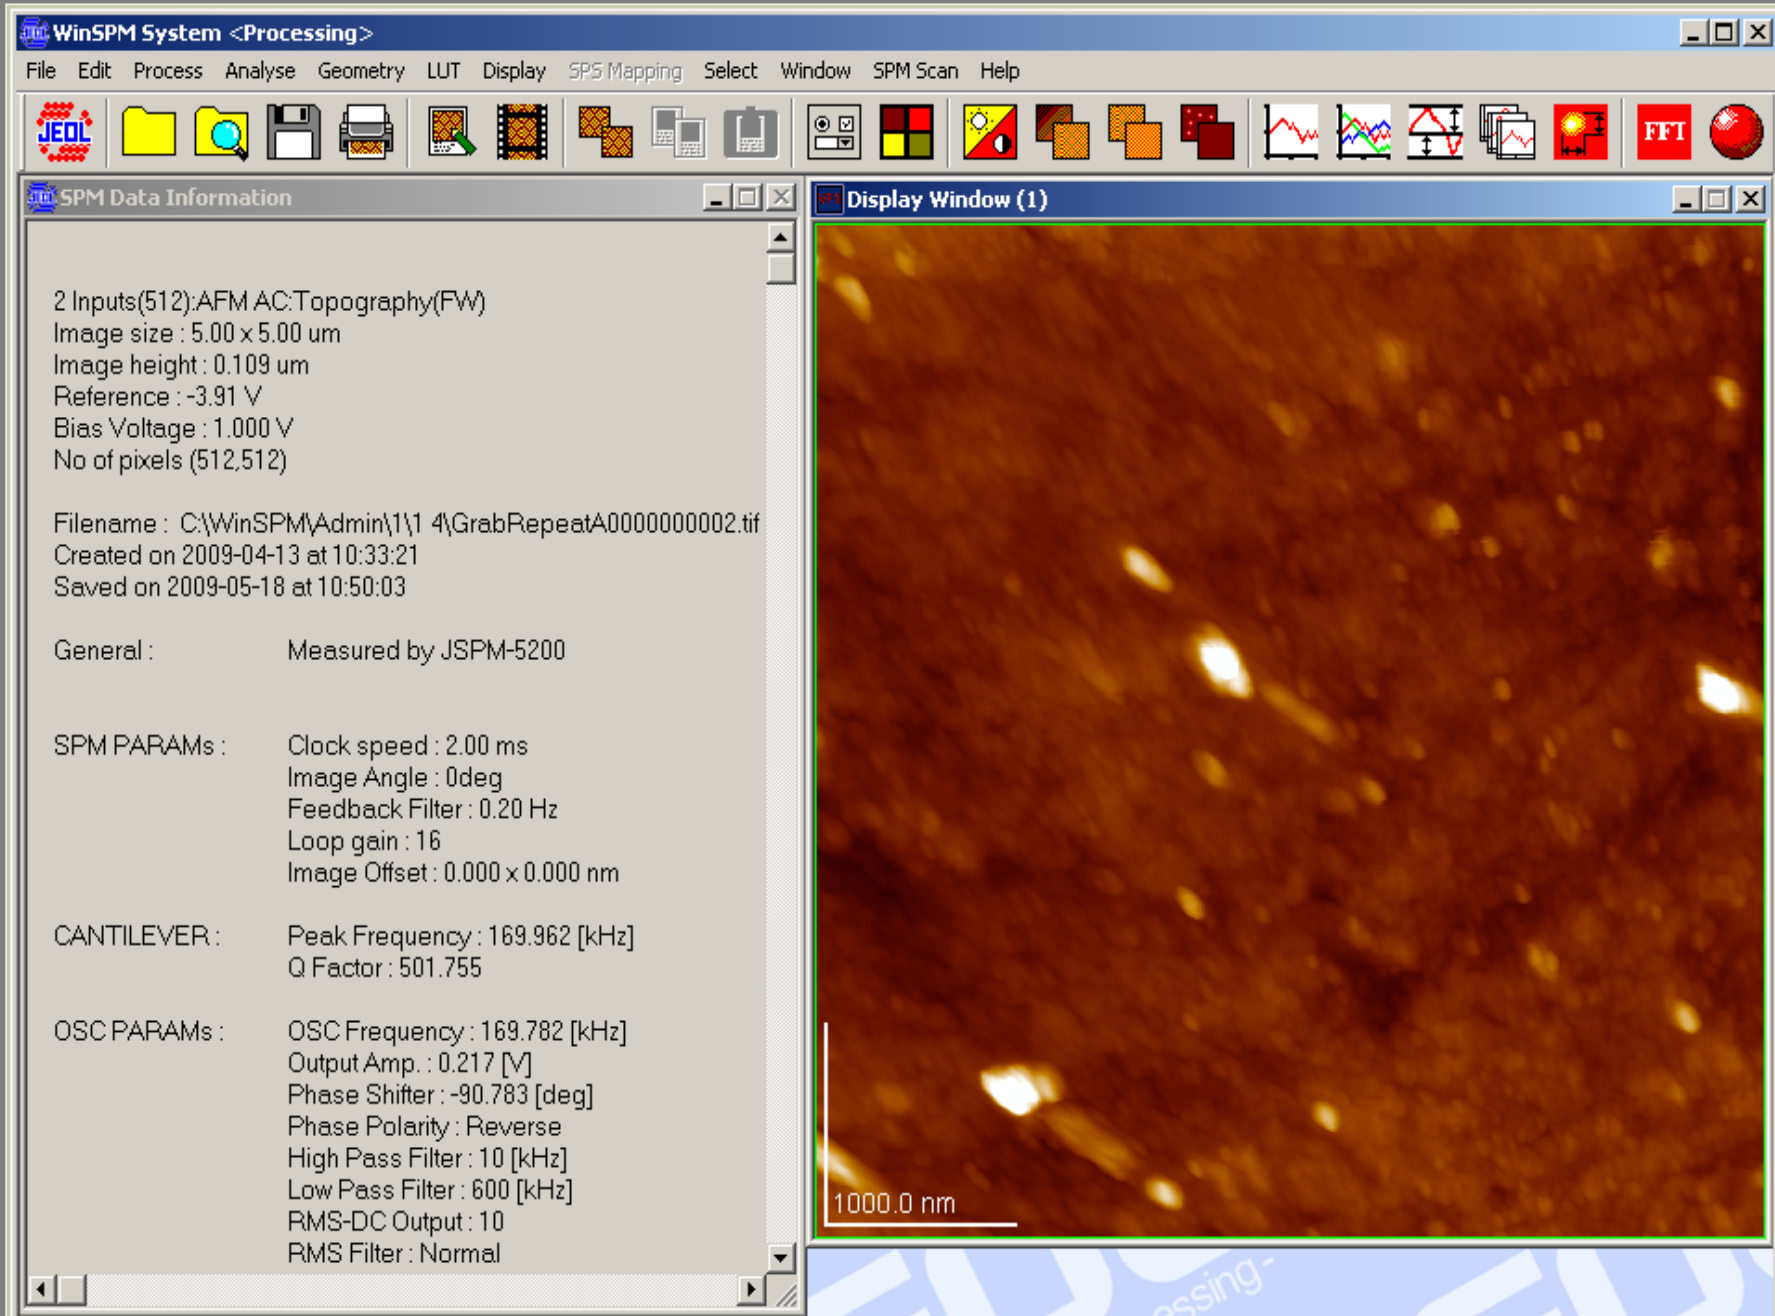 WinSPM System <Processing>
File Edit Process Analyse Geometry LUT Display SPS Mapping Select Window SPM Scan Help
JEOL FFT
SPM Data Information
Display Window (1)
2 Inputs(512):AFM AC:Topography(FW)
Image size : 5.00 x 5.00 um
Image height : 0.109 um
Reference : -3.91 V
Bias Voltage : 1.000 V
No of pixels (512,512)
Filename : C:\WinSPM\Admin\1\1 4\GrabRepeatA0000000002.tif
Created on 2009-04-13 at 10:33:21
Saved on 2009-05-18 at 10:50:03
General : Measured by JSPM-5200
SPM PARAMs : Clock speed : 2.00 ms
Image Angle : 0deg
Feedback Filter : 0.20 Hz
Loop gain : 16
Image Offset : 0.000 x 0.000 nm
CANTILEVER : Peak Frequency : 169.962 [kHz]
Q Factor : 501.755
OSC PARAMs : OSC Frequency : 169.782 [kHz]
Output Amp. : 0.217 [V]
Phase Shifter : -90.783 [deg]
Phase Polarity : Reverse
High Pass Filter : 10 [kHz]
Low Pass Filter : 600 [kHz]
RMS-DC Output : 10
RMS Filter : Normal
1000.0 nm